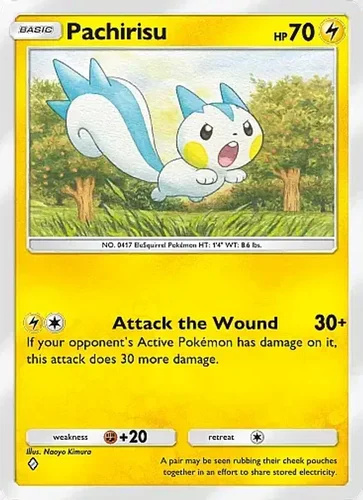 BASIC Pachirisu HP 70
NO. 0417 EleSquirrel Pokémon HT: 1'4" WT: 8.6 lbs.
Attack the Wound 30+
If your opponent's Active Pokémon has damage on it,
this attack does 30 more damage.
weakness +20 retreat
Illus. Naoyo Kimura
A pair may be seen rubbing their cheek pouches
together in an effort to share stored electricity.